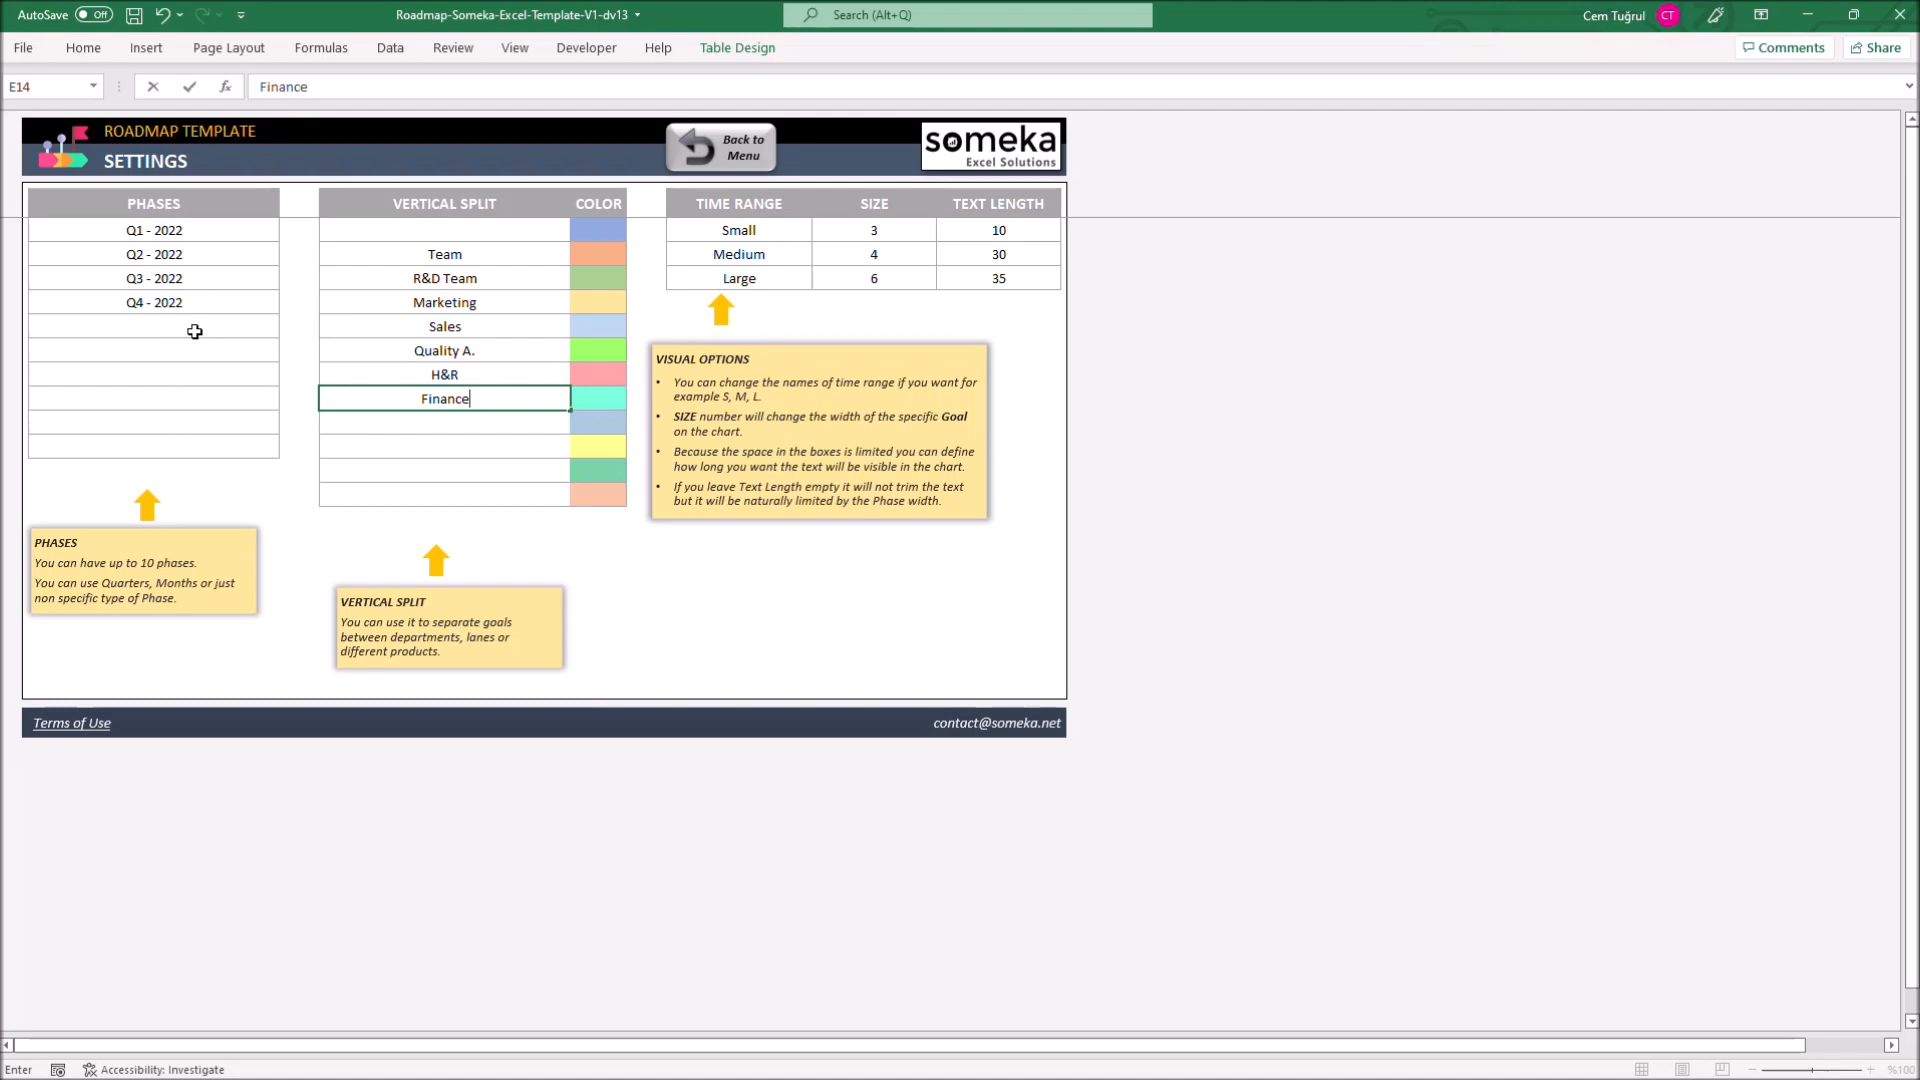 AutoSave Off
Roadmap-Someka-Excel-Template-V1-dv13
Search (Alt+Q)
Cem Tuğrul CT
File Home Insert Page Layout Formulas Data Review View Developer Help Table Design Comments Share
E14 fx Finance
ROADMAP TEMPLATE
SETTINGS
Back to
Menu
someka
Excel Solutions
PHASES VERTICAL SPLIT COLOR TIME RANGE SIZE TEXT LENGTH
Q1 - 2022 Small 3 10
Q2 - 2022 Team Medium 4 30
Q3 - 2022 R&D Team Large 6 35
Q4 - 2022 Marketing
Sales
Quality A.
H&R
Finance
VISUAL OPTIONS
• You can change the names of time range if you want for
example S, M, L.
• SIZE number will change the width of the specific Goal
on the chart.
• Because the space in the boxes is limited you can define
how long you want the text will be visible in the chart.
• If you leave Text Length empty it will not trim the text
but it will be naturally limited by the Phase width.
PHASES
You can have up to 10 phases.
You can use Quarters, Months or just
non specific type of Phase.
VERTICAL SPLIT
You can use it to separate goals
between departments, lanes or
different products.
Terms of Use contact@someka.net
Enter Accessibility: Investigate %100